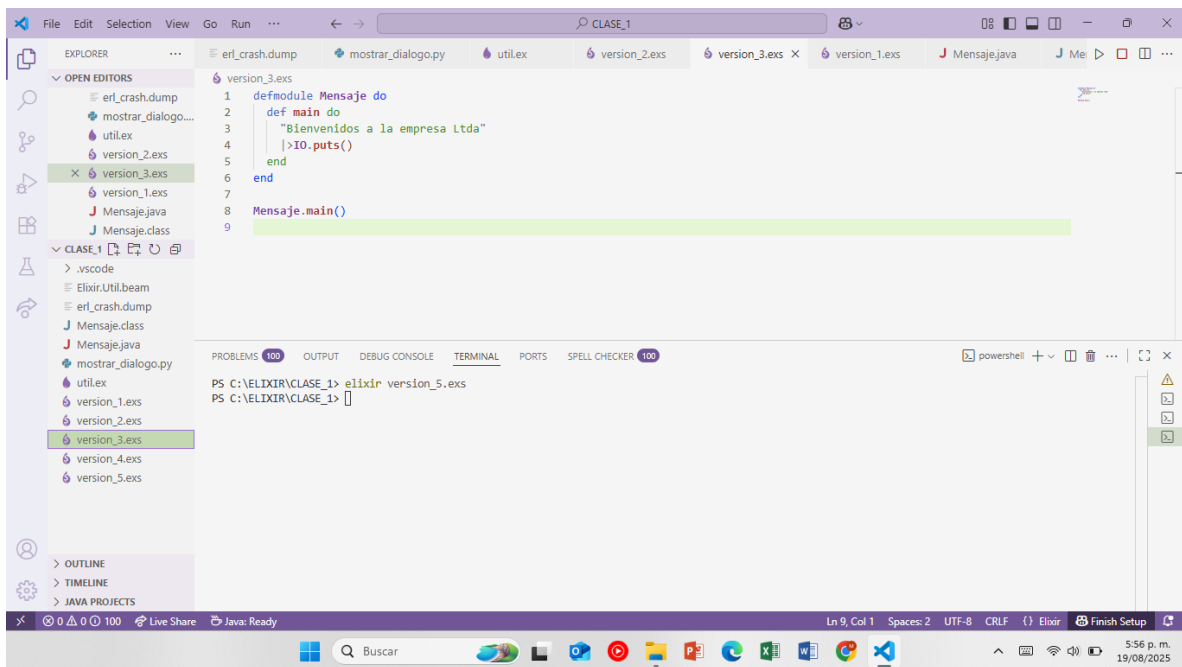 File Edit Selection View Go Run ... CLASE_1
EXPLORER ...
OPEN EDITORS
erl_crash.dump
mostrar_dialogo....
util.ex
version_2.exs
version_3.exs
version_1.exs
Mensaje.java
Mensaje.class
CLASE_1
.vscode
Elixir.Util.beam
erl_crash.dump
Mensaje.class
Mensaje.java
mostrar_dialogo.py
util.ex
version_1.exs
version_2.exs
version_3.exs
version_4.exs
version_5.exs
OUTLINE
TIMELINE
JAVA PROJECTS
erl_crash.dump mostrar_dialogo.py util.ex version_2.exs version_3.exs version_1.exs Mensaje.java Me
version_3.exs
1 defmodule Mensaje do
2 def main do
3 "Bienvenidos a la empresa Ltda"
4 |>IO.puts()
5 end
6 end
7
8 Mensaje.main()
9
PROBLEMS 100 OUTPUT DEBUG CONSOLE TERMINAL PORTS SPELL CHECKER 100 powershell
PS C:\ELIXIR\CLASE_1> elixir version_5.exs
PS C:\ELIXIR\CLASE_1>
0 0 100 Live Share Java: Ready Ln 9, Col 1 Spaces: 2 UTF-8 CRLF {} Elixir Finish Setup
Buscar
5:56 p. m.
19/08/2025